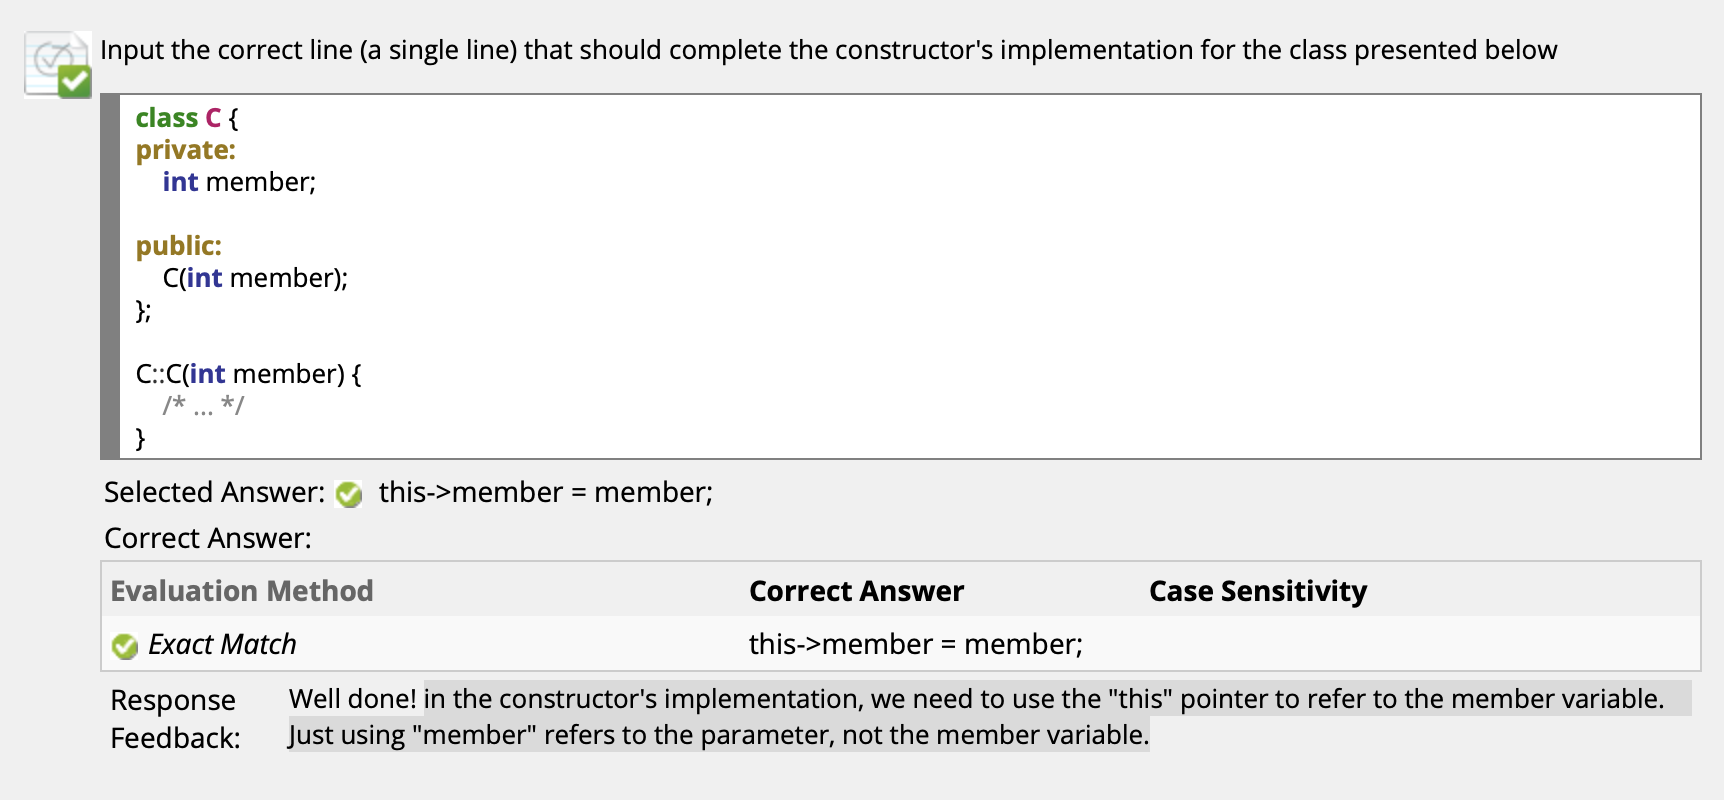 Input the correct line (a single line) that should complete the constructor's implementation for the class presented below
class C {
private:
    int member;

public:
    C(int member);
};

C::C(int member) {
    /* ... */
}
Selected Answer: this->member = member;
Correct Answer:
Evaluation Method Correct Answer Case Sensitivity
Exact Match this->member = member;
Response Feedback:
Well done! in the constructor's implementation, we need to use the "this" pointer to refer to the member variable.
Just using "member" refers to the parameter, not the member variable.